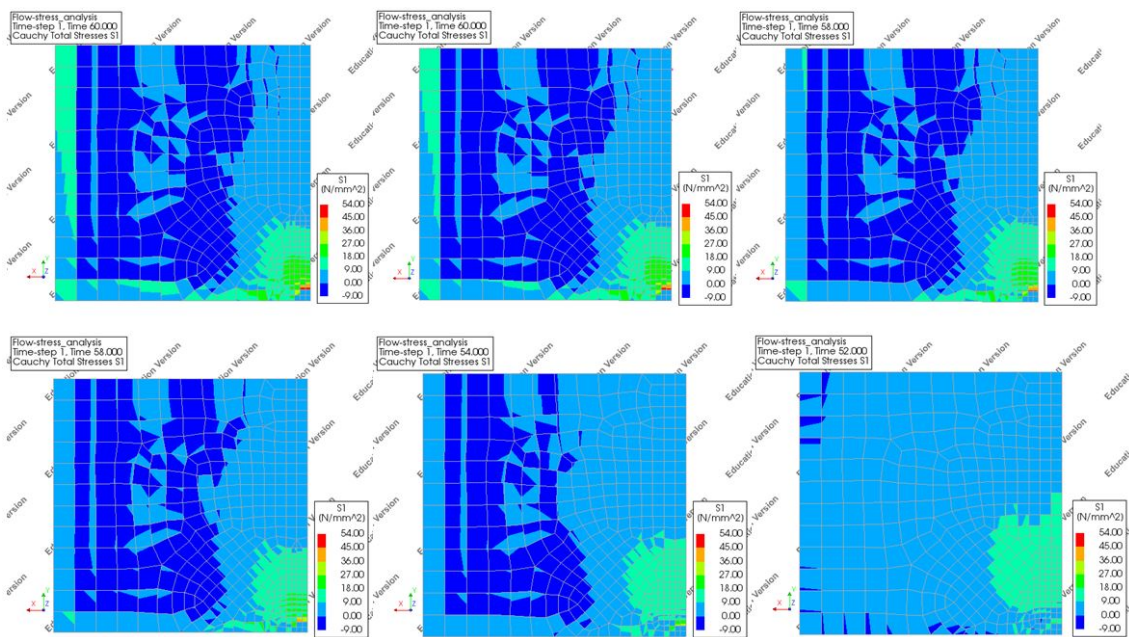 Flow-stress_analysis
Time-step 1, Time 60.000
Cauchy Total Stresses S1
S1
(N/mm^2)
54.00
45.00
36.00
27.00
18.00
9.00
0.00
-9.00
X
Y
Z
Flow-stress_analysis
Time-step 1, Time 60.000
Cauchy Total Stresses S1
S1
(N/mm^2)
54.00
45.00
36.00
27.00
18.00
9.00
0.00
-9.00
X
Y
Z
Flow-stress_analysis
Time-step 1, Time 58.000
Cauchy Total Stresses S1
S1
(N/mm^2)
54.00
45.00
36.00
27.00
18.00
9.00
0.00
-9.00
X
Y
Z
Flow-stress_analysis
Time-step 1, Time 58.000
Cauchy Total Stresses S1
S1
(N/mm^2)
54.00
45.00
36.00
27.00
18.00
9.00
0.00
-9.00
X
Y
Z
Flow-stress_analysis
Time-step 1, Time 54.000
Cauchy Total Stresses S1
S1
(N/mm^2)
54.00
45.00
36.00
27.00
18.00
9.00
0.00
-9.00
X
Y
Z
Flow-stress_analysis
Time-step 1, Time 52.000
Cauchy Total Stresses S1
S1
(N/mm^2)
54.00
45.00
36.00
27.00
18.00
9.00
0.00
-9.00
X
Y
Z